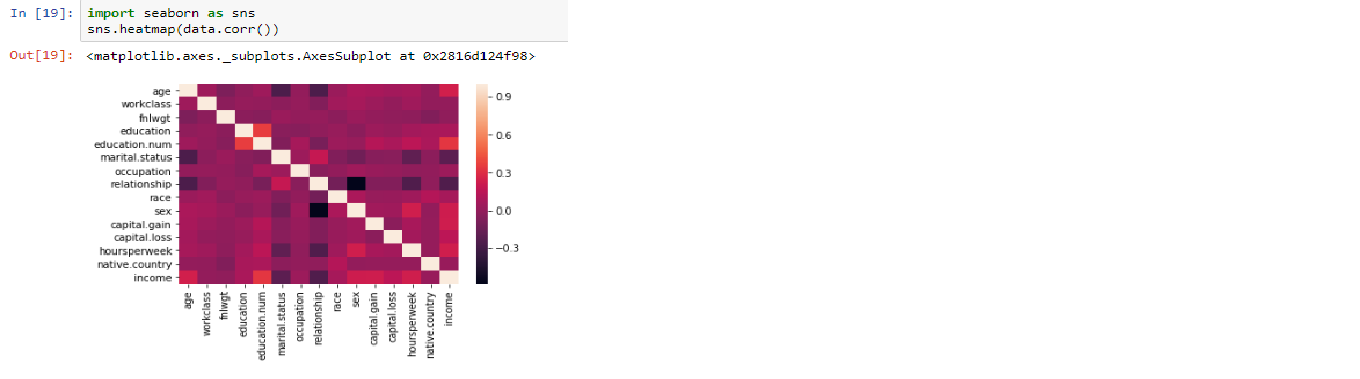 In [19]: import seaborn as sns
sns.heatmap(data.corr())
Out[19]: <matplotlib.axes._subplots.AxesSubplot at 0x2816d124f98>
age
workclass
fnlwgt
education
education.num
marital.status
occupation
relationship
race
sex
capital.gain
capital.loss
hoursperweek
native.country
income
0.9
0.6
0.3
0.0
−0.3
age
workclass
fnlwgt
education
education.num
marital.status
occupation
relationship
race
sex
capital.gain
capital.loss
hoursperweek
native.country
income